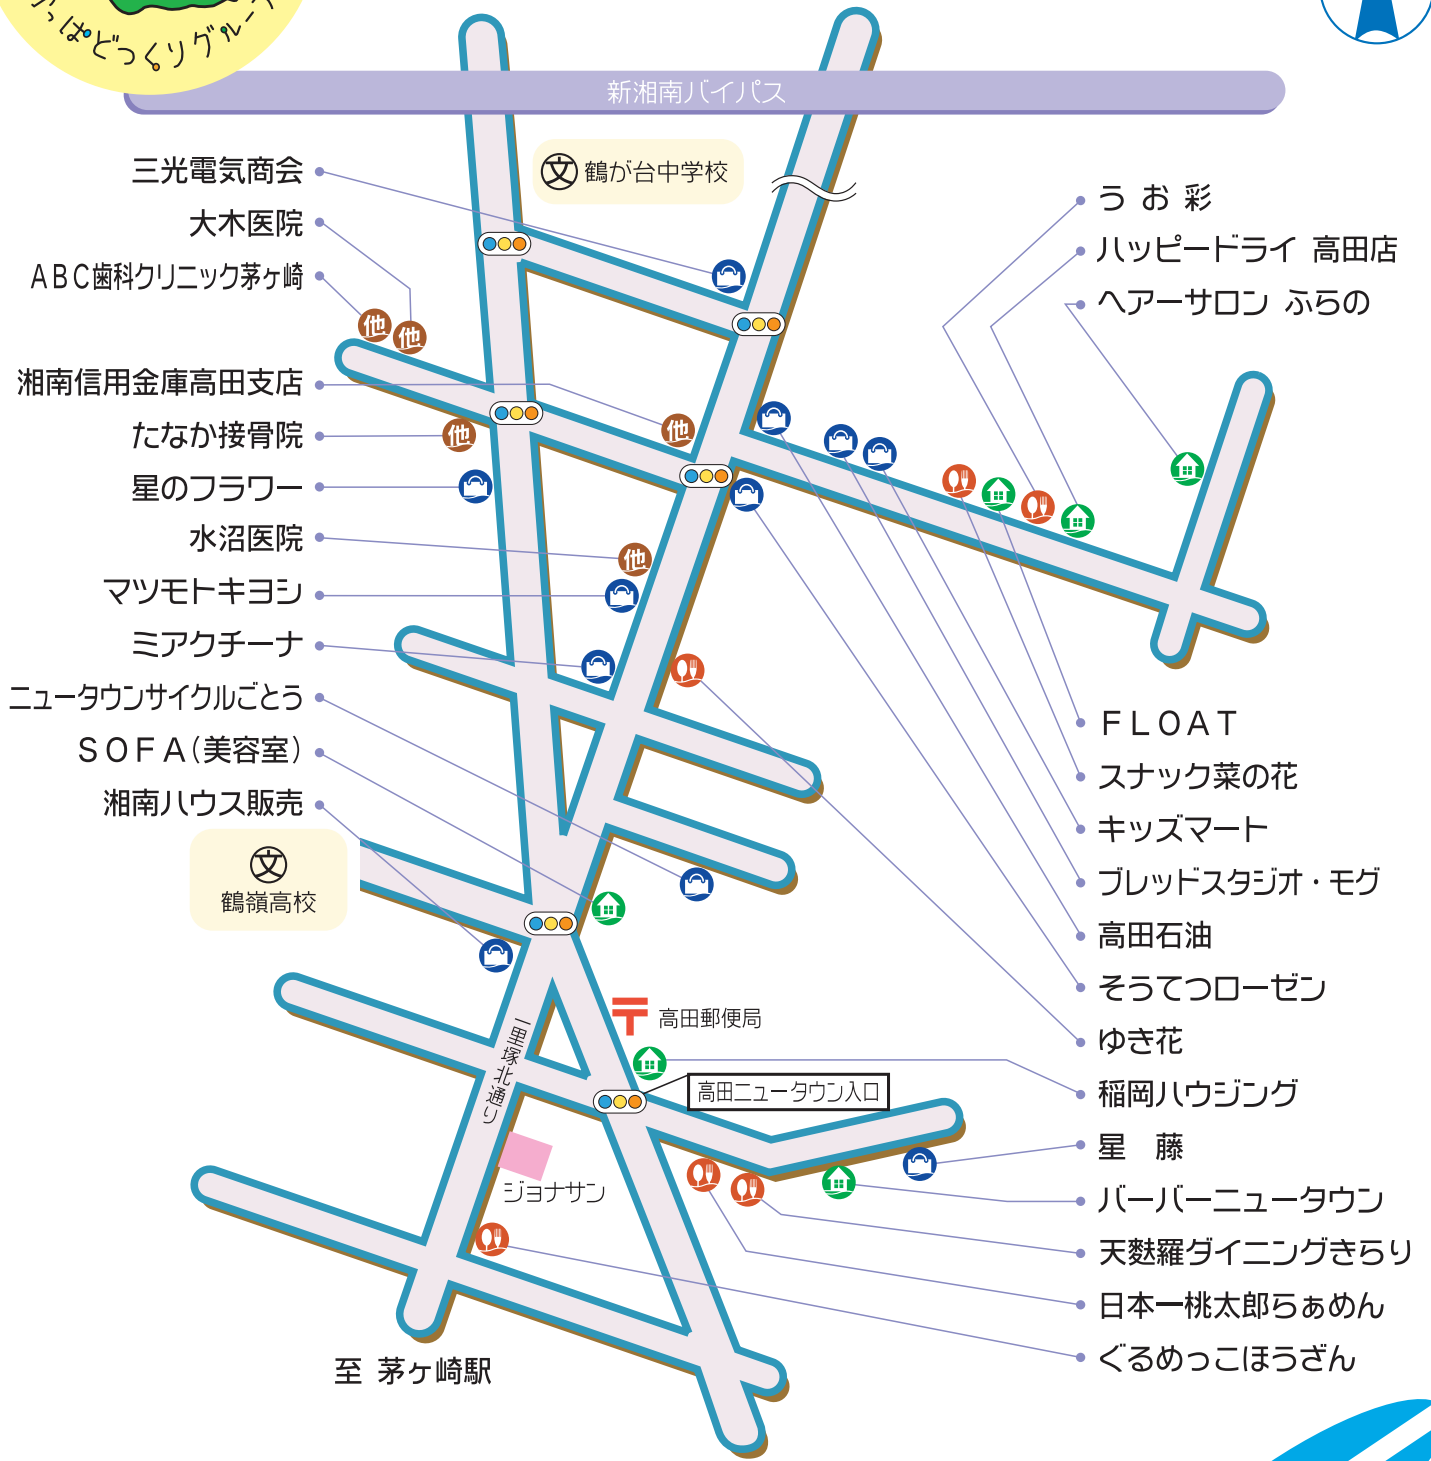 っぱどっくりグループ
新湘南バイパス
文 鶴が台中学校
三光電気商会
大木医院
ABC歯科クリニック茅ヶ崎
湘南信用金庫高田支店
たなか接骨院
星のフラワー
水沼医院
マツモトキヨシ
ミアクチーナ
ニュータウンサイクルごとう
SOFA(美容室)
湘南ハウス販売
文
鶴嶺高校
他
他
他
他
他
うお彩
ハッピードライ 高田店
ヘアーサロン ふらの
FLOAT
スナック菜の花
キッズマート
ブレッドスタジオ・モグ
高田石油
そうてつローゼン
ゆき花
稲岡ハウジング
星 藤
バーバーニュータウン
天麩羅ダイニングきらり
日本一桃太郎らぁめん
ぐるめっこほうざん
〒 高田郵便局
高田ニュータウン入口
一里塚北通り
ジョナサン
至 茅ヶ崎駅